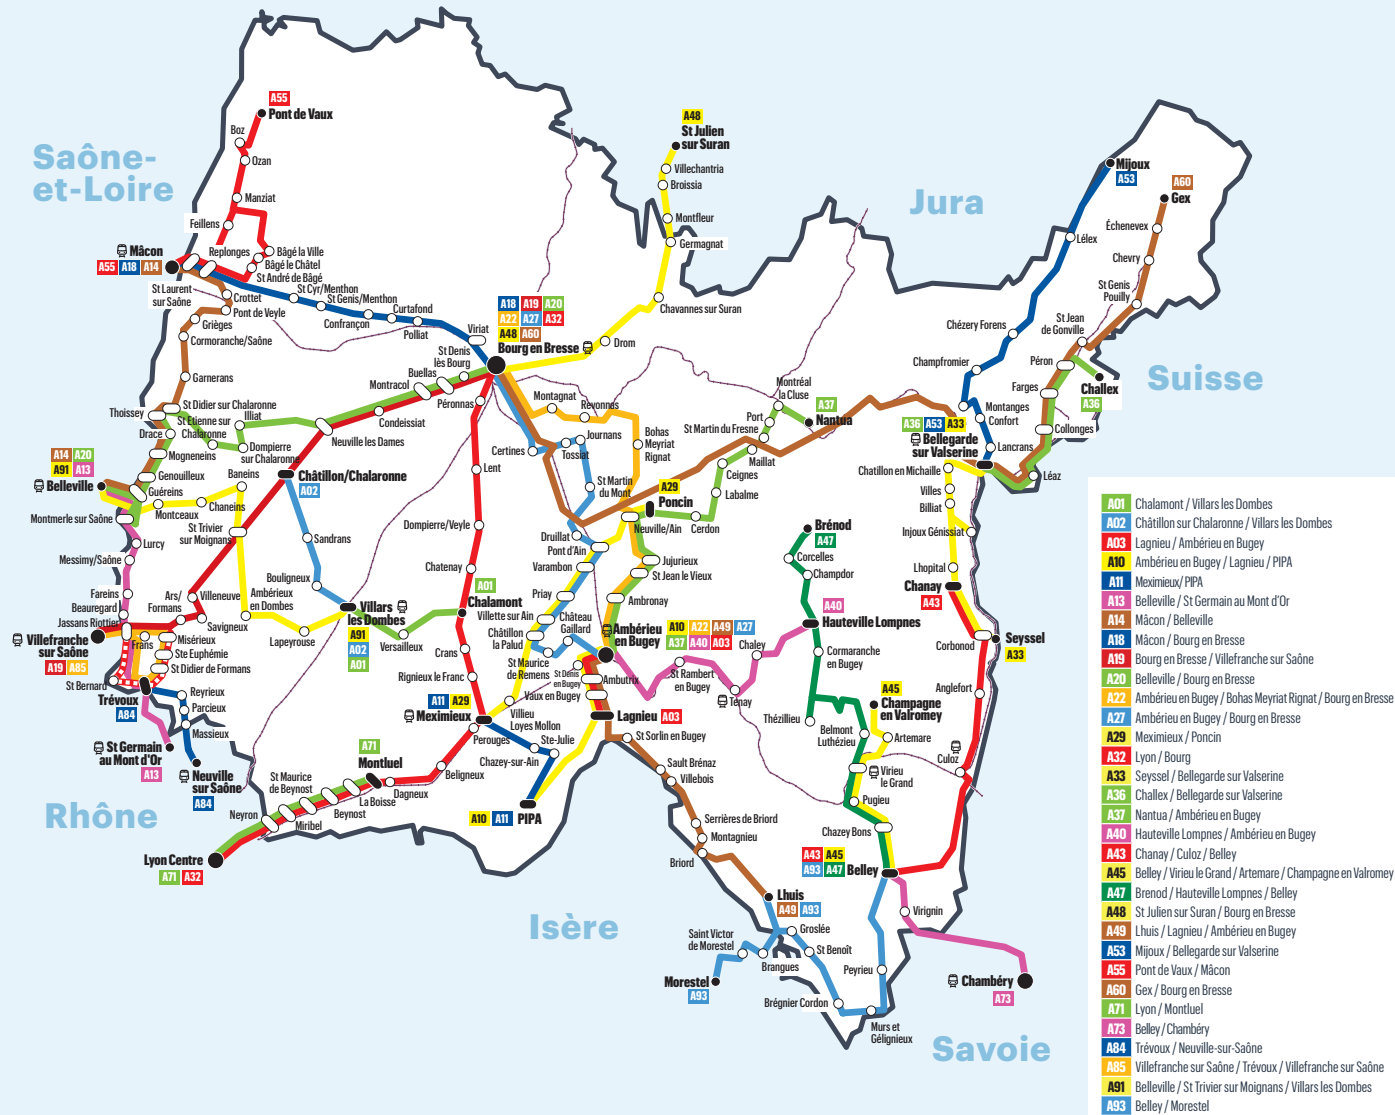 Saône-
et-Loire
Jura
Suisse
Rhône
Isère
Savoie
A55
Pont de Vaux
Boz
Ozan
Manziat
Feillens
Replonges
Bâgé la Ville
Bâgé le Châtel
St André de Bâgé
Mâcon
A55 A18 A14
St Laurent
sur Saône
Crottet
Pont de Veyle
Grièges
Cormoranche/Saône
Garnerans
St Cyr/Menthon
St Genis/Menthon
Confrançon
Curtafond
Polliat
Viriat
St Denis
lès Bourg
Buellas
Montracol
Condeissiat
Neuville les Dames
A18 A19 A20
A22 A27 A32
A48 A60
Bourg en Bresse
A48
St Julien
sur Suran
Villechantria
Broissia
Montfleur
Germagnat
Chavannes sur Suran
Drom
Péronnas
Lent
Dompierre/Veyle
Chatenay
A01
Chalamont
Crans
Rignieux le Franc
Thoissey
St Didier sur Chalaronne
St Etienne sur
Chalaronne
Illiat
Drace
Dompierre
sur Chalaronne
Mogneneins
Genouilleux
Guéreins
A14 A20
A91 A13
Belleville
Montmerle sur Saône
Montceaux
Chaneins
Baneins
St Trivier
sur Moignans
Châtillon/Chalaronne
A02
Sandrans
Bouligneux
Lurcy
Messimy/Saône
Fareins
Beauregard
Jassans Riottier
Ars/
Formans
Villeneuve
Savigneux
Ambérieux
en Dombes
Lapeyrouse
Villars
les Dombes
A91
A02
A01
Versailleux
Villefranche
sur Saône
A19 A85
Frans
Misérieux
Ste Euphémie
St Didier de Formans
St Bernard
Trévoux
A84
Reyrieux
Parcieux
Massieux
St Germain
au Mont d'Or
A13
Neuville
sur Saône
A84
A71
Montluel
St Maurice
de Beynost
Neyron
Miribel
Beynost
La Boisse
Dagneux
Beligneux
Perouges
Lyon Centre
A71 A32
A11 A29
Meximieux
Villieu
Loyes Mollon
Chazey-sur-Ain
Ste-Julie
A10 A11 PIPA
Montagnat
Revonnas
Journans
Certines
Tossiat
Bohas
Meyriat
Rignat
St Martin
du Mont
Druillat
Pont d'Ain
Varambon
Priay
Villette sur Ain
Château
Gaillard
Châtillon
la Palud
St Maurice
de Remens
St Denis
en Bugey
Vaux en Bugey
Ambutrix
Lagnieu
A03
A29
Poncin
Neuville/Ain
Cerdon
Labalme
Ceignes
Maillat
St Martin du Fresne
Port
Montréal
la Cluse
A37
Nantua
Jujurieux
St Jean le Vieux
Ambronay
Ambérieu
en Bugey
A10 A22 A49 A27
A37 A40 A03
St Rambert
en Bugey
Tenay
Chaley
A40
Hauteville Lompnes
Brénod
A47
Corcelles
Champdor
Cormaranche
en Bugey
Thézillieu
Belmont
Luthézieu
A45
Champagne
en Valromey
Artemare
Virieu
le Grand
Pugieu
Chazey Bons
A43 A45
A93 A47
Belley
Virignin
Chambéry
A73
Peyrieu
Murs et
Gélignieux
Brégnier Cordon
St Benoît
Groslée
Brangues
Saint Victor
de Morestel
Morestel
A93
Lhuis
A49 A93
Briord
Montagnieu
Serrières de Briord
Villebois
Sault Brénaz
St Sorlin en Bugey
Mijoux
A53
Lélex
Chézery Forens
Champfromier
Montanges
Confort
Lancrans
A36 A53 A33
Bellegarde
sur Valserine
Chatillon en Michaille
Villes
Billiat
Injoux Génissiat
Lhopital
Chanay
A43
Corbonod
Seyssel
A33
Anglefort
Culoz
A60
Gex
Échenevex
Chevry
St Genis
Pouilly
St Jean
de Gonville
Péron
Farges
Challex
A36
Collonges
Léaz
A01 Chalamont / Villars les Dombes
A02 Châtillon sur Chalaronne / Villars les Dombes
A03 Lagnieu / Ambérieu en Bugey
A10 Ambérieu en Bugey / Lagnieu / PIPA
A11 Meximieux / PIPA
A13 Belleville / St Germain au Mont d'Or
A14 Mâcon / Belleville
A18 Mâcon / Bourg en Bresse
A19 Bourg en Bresse / Villefranche sur Saône
A20 Belleville / Bourg en Bresse
A22 Ambérieu en Bugey / Bohas Meyriat Rignat / Bourg en Bresse
A27 Ambérieu en Bugey / Bourg en Bresse
A29 Meximieux / Poncin
A32 Lyon / Bourg
A33 Seyssel / Bellegarde sur Valserine
A36 Challex / Bellegarde sur Valserine
A37 Nantua / Ambérieu en Bugey
A40 Hauteville Lompnes / Ambérieu en Bugey
A43 Chanay / Culoz / Belley
A45 Belley / Virieu le Grand / Artemare / Champagne en Valromey
A47 Brenod / Hauteville Lompnes / Belley
A48 St Julien sur Suran / Bourg en Bresse
A49 Lhuis / Lagnieu / Ambérieu en Bugey
A53 Mijoux / Bellegarde sur Valserine
A55 Pont de Vaux / Mâcon
A60 Gex / Bourg en Bresse
A71 Lyon / Montluel
A73 Belley / Chambéry
A84 Trévoux / Neuville-sur-Saône
A85 Villefranche sur Saône / Trévoux / Villefranche sur Saône
A91 Belleville / St Trivier sur Moignans / Villars les Dombes
A93 Belley / Morestel